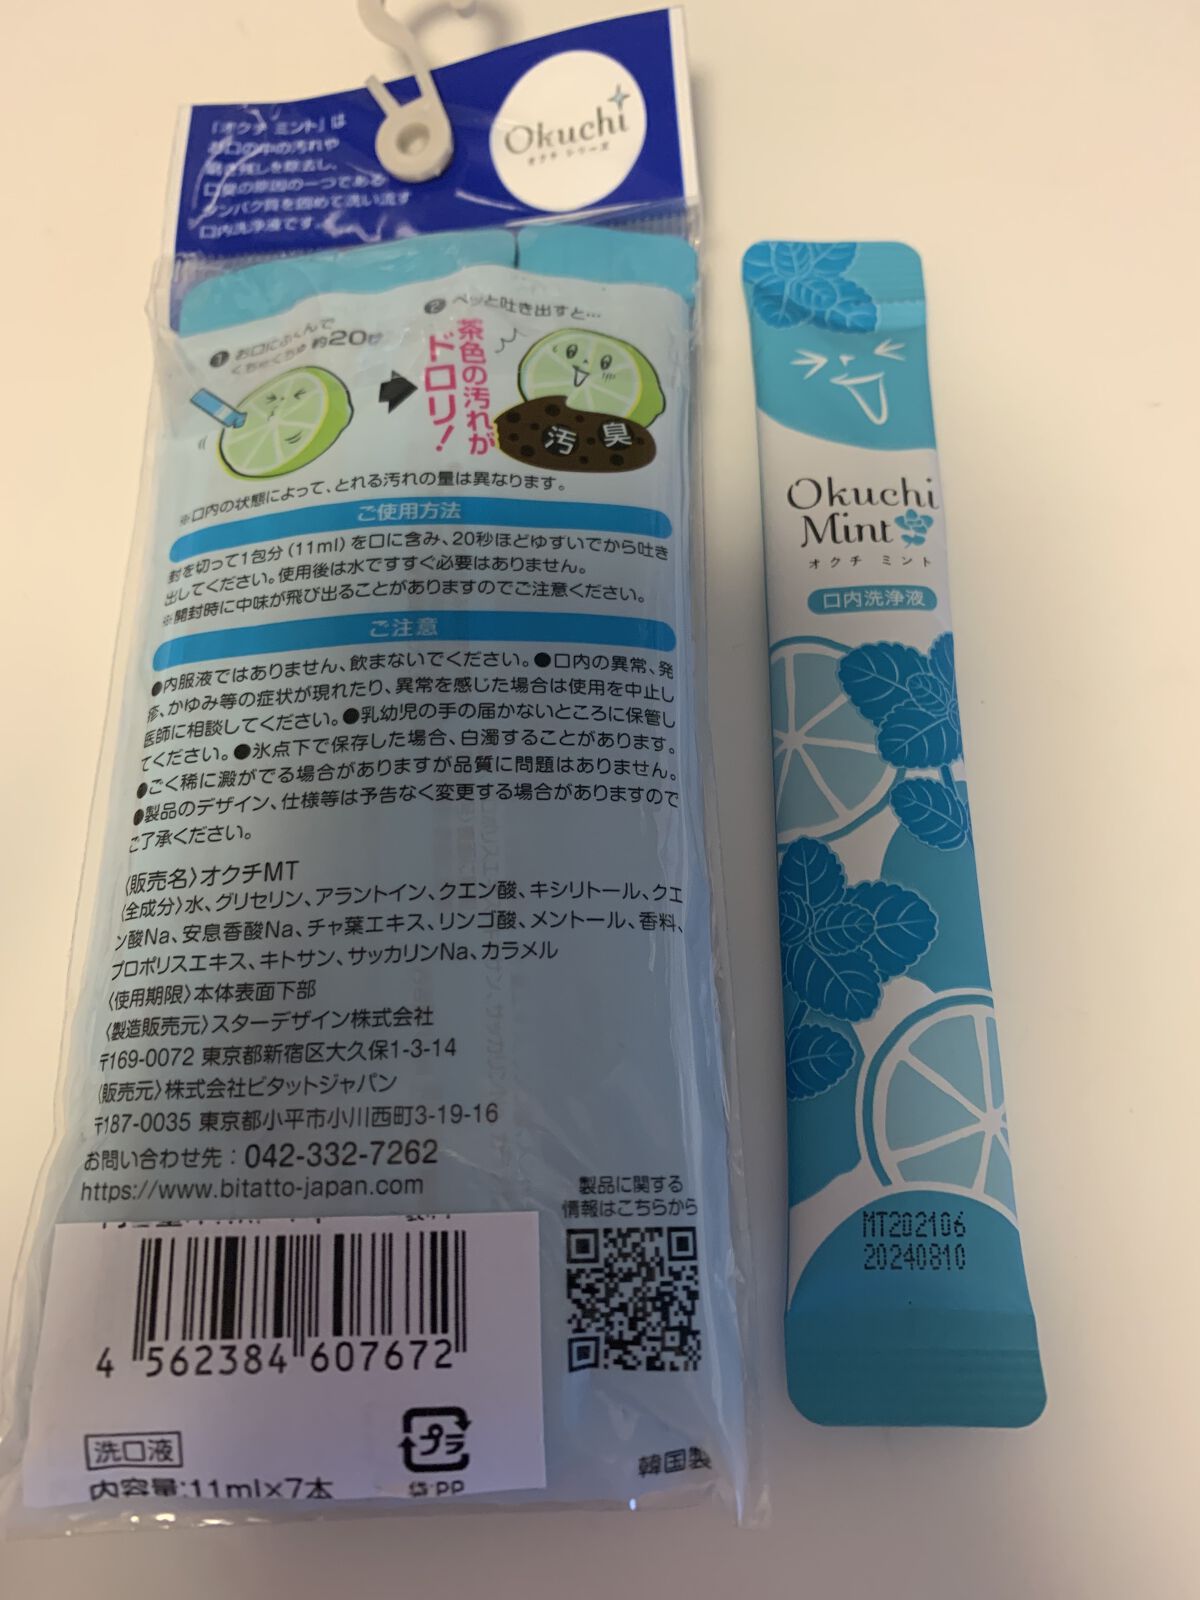 「オクチ ミント」は
お口の中の汚れや
磨き残しを除去し、
口臭の原因の一つである
タンパク質を固めて洗い流す
口内洗浄液です。
Okuchi
オクチ シリーズ
❶ お口にふくんで
くちゅくちゅ 約20秒
❷ ペッと吐き出すと…
茶色の汚れが
ドロリ！
汚 臭
※口内の状態によって、とれる汚れの量は異なります。
ご使用方法
封を切って1包分（11ml）を口に含み、20秒ほどゆすいでから吐き
出してください。使用後は水ですすぐ必要はありません。
※開封時に中味が飛び出ることがありますのでご注意ください。
ご注意
●内服液ではありません、飲まないでください。●口内の異常、発
疹、かゆみ等の症状が現れたり、異常を感じた場合は使用を中止し
医師に相談してください。●乳幼児の手の届かないところに保管し
てください。●氷点下で保存した場合、白濁することがあります。
●ごく稀に澱がでる場合がありますが品質に問題はありません。
●製品のデザイン、仕様等は予告なく変更する場合がありますので
ご了承ください。
〈販売名〉オクチMT
〈全成分〉水、グリセリン、アラントイン、クエン酸、キシリトール、クエ
ン酸Na、安息香酸Na、チャ葉エキス、リンゴ酸、メントール、香料、
プロポリスエキス、キトサン、サッカリンNa、カラメル
〈使用期限〉本体表面下部
〈製造販売元〉スターデザイン株式会社
〒169-0072 東京都新宿区大久保1-3-14
〈販売元〉株式会社ビタットジャパン
〒187-0035 東京都小平市小川西町3-19-16
お問い合わせ先：042-332-7262
https://www.bitatto-japan.com
製品に関する
情報はこちらから
4 562384 607672
洗口液
内容量:11ml×7本
プラ
袋:PP
韓国製
Okuchi
Mint
オクチ ミント
口内洗浄液
MT202106
20240810